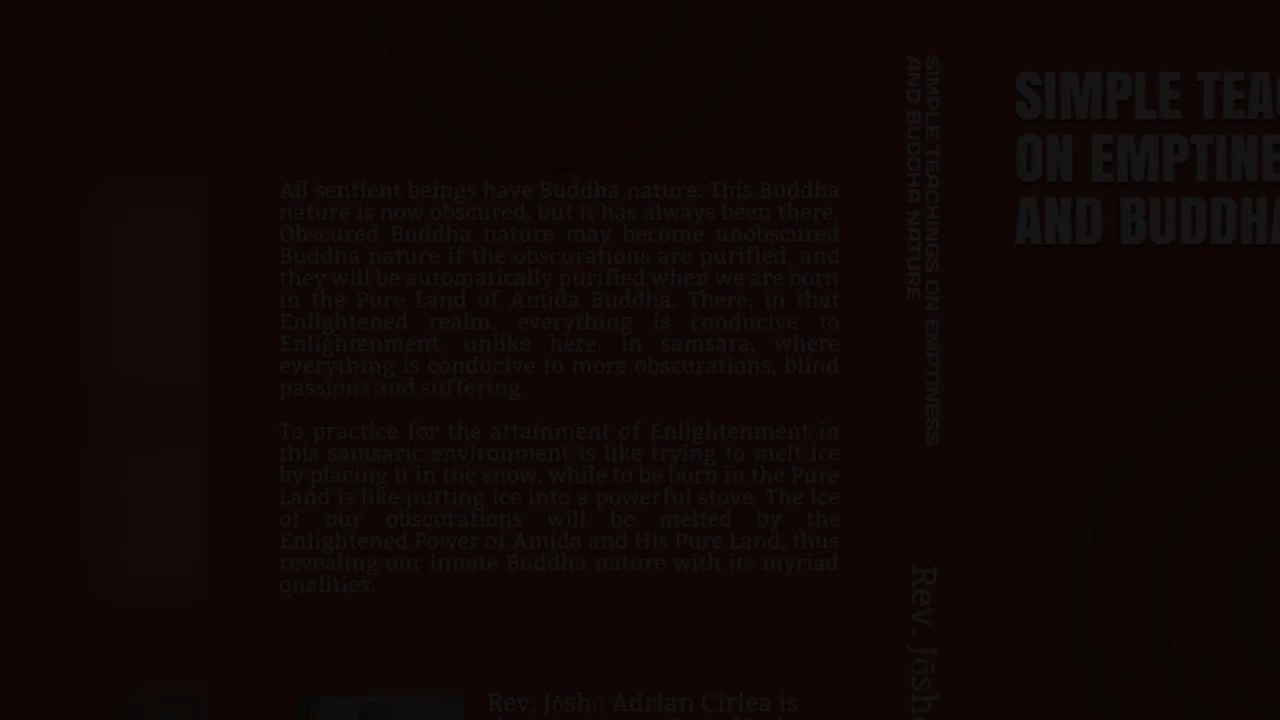 All sentient beings have Buddha nature. This Buddha
nature is now obscured, but it has always been there.
Obscured Buddha nature may become unobscured
Buddha nature if the obscurations are purified, and
they will be automatically purified when we are born
in the Pure Land of Amida Buddha. There, in that
Enlightened realm, everything is conducive to
Enlightenment, unlike here, in samsara, where
everything is conducive to more obscurations, blind
passions and suffering.
To practice for the attainment of Enlightenment in
this samsaric environment is like trying to melt ice
by placing it in the snow, while to be born in the Pure
Land is like putting ice into a powerful stove. The ice
of our obscurations will be melted by the
Enlightened Power of Amida and His Pure Land, thus
revealing our innate Buddha nature with its myriad
qualities.
Rev. Jōshō Adrian Cîrlea is
SIMPLE TEACHINGS ON EMPTINESS
AND BUDDHA NATURE
Rev. Jōsh
SIMPLE TEA
ON EMPTINE
AND BUDDHA